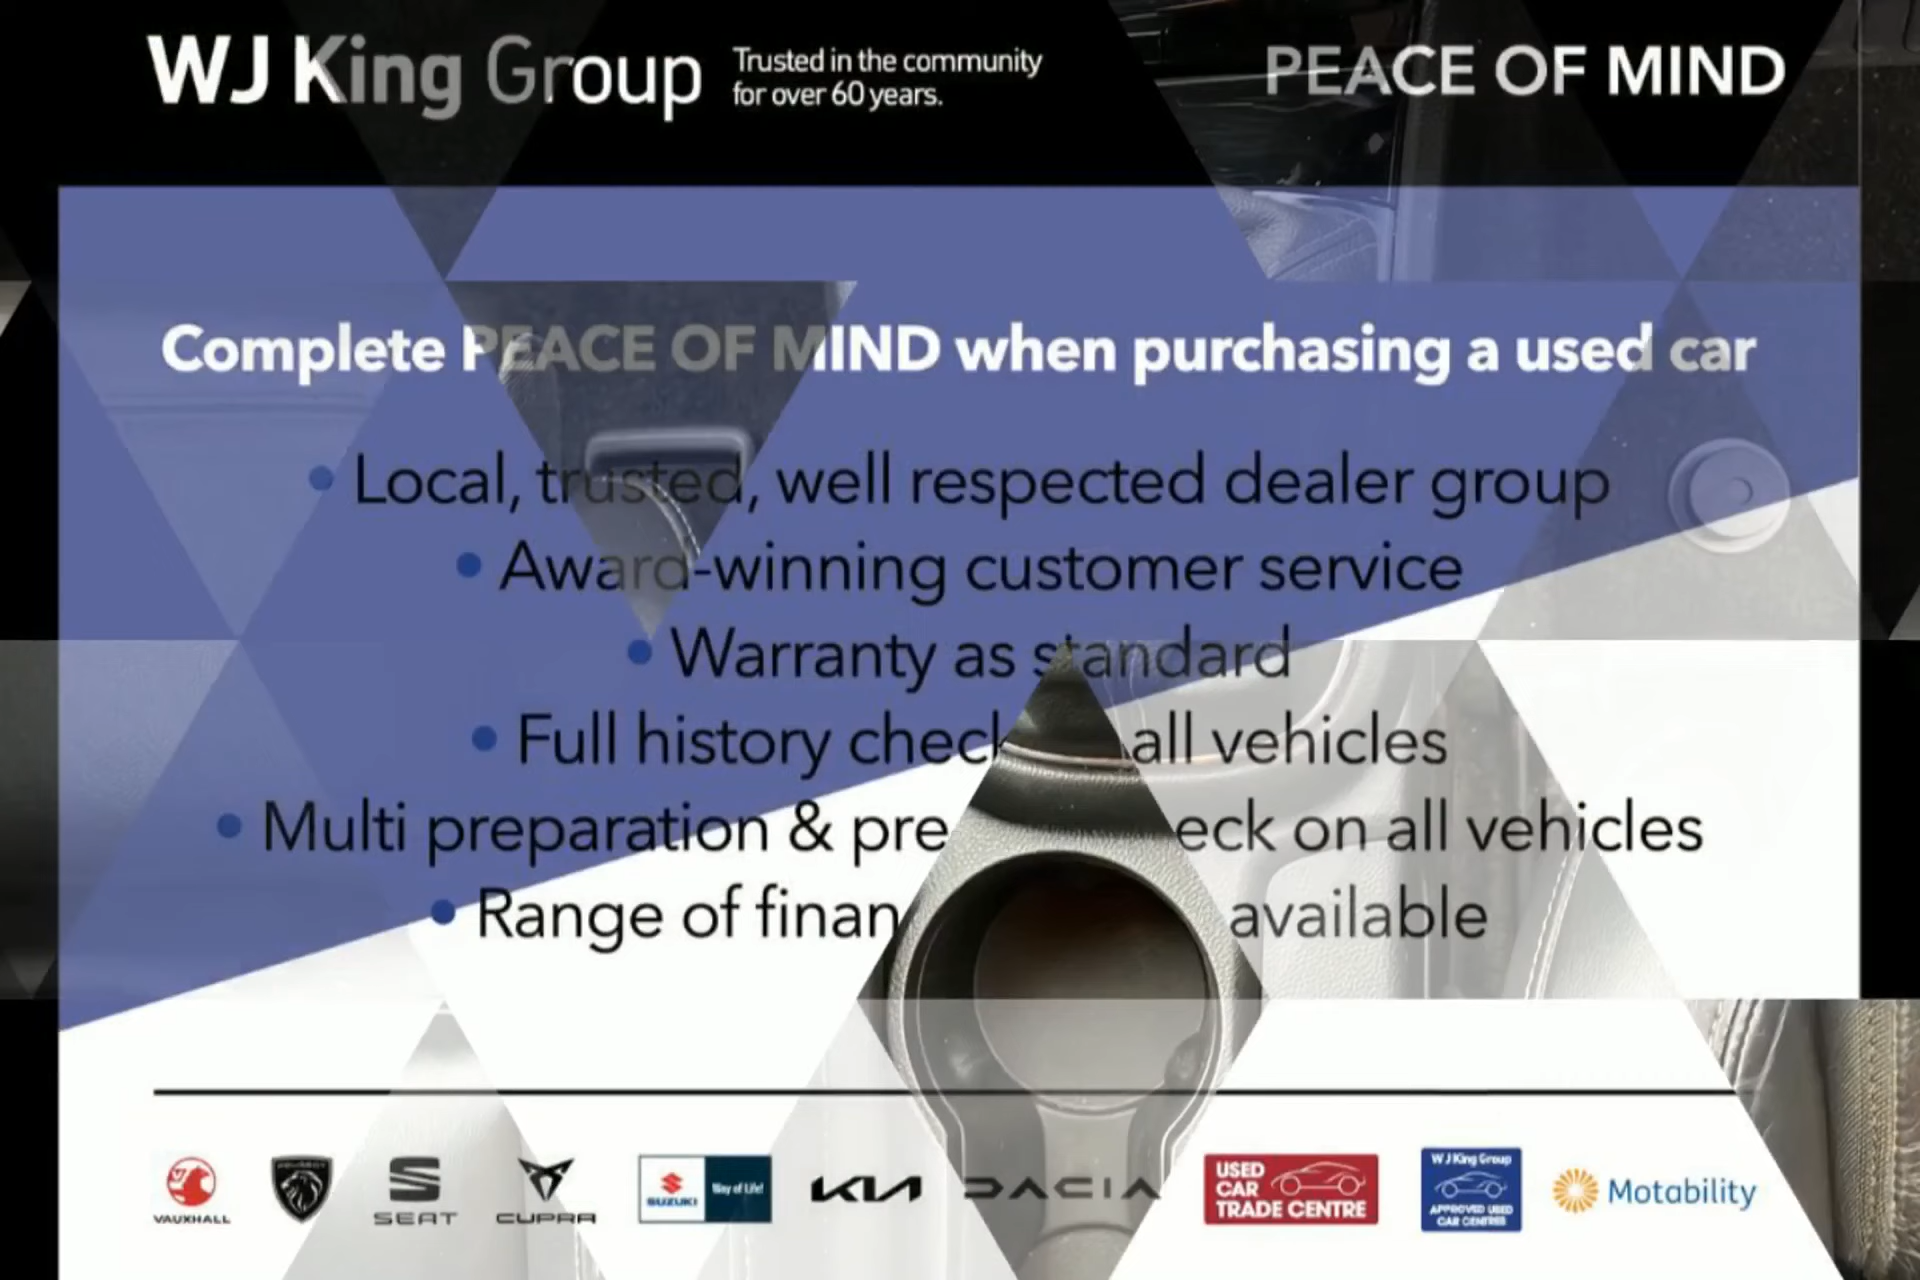 WJ King Group
Trusted in the community
for over 60 years.
PEACE OF MIND
Complete PEACE OF MIND when purchasing a used car
• Local, trusted, well respected dealer group
• Award-winning customer service
• Warranty as standard
• Full history check all vehicles
• Multi preparation & pre eck on all vehicles
• Range of finan available
VAUXHALL
PEUGEOT
SEAT
CUPRA
SUZUKI
Way of Life!
KIA
DACIA
USED
CAR
TRADE CENTRE
WJ King Group
APPROVED USED
CAR CENTRES
Motability